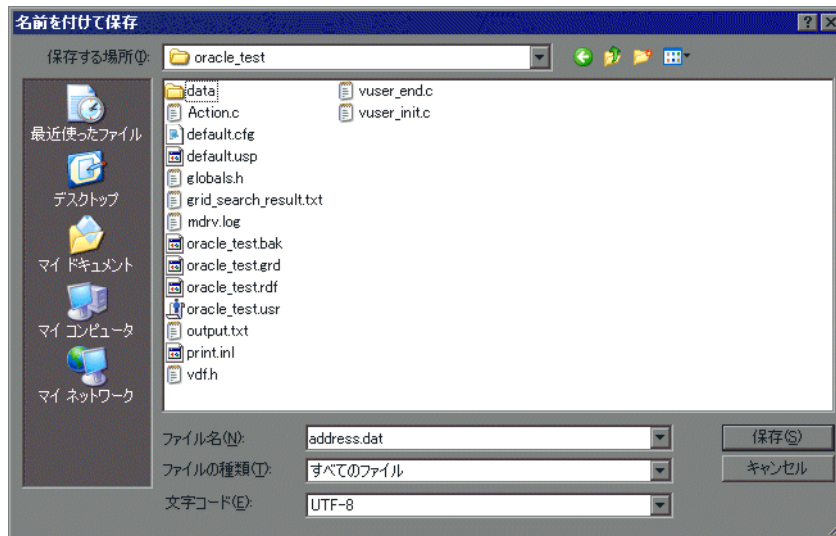 名前を付けて保存
保存する場所(I):
oracle_test
最近使ったファイル
デスクトップ
マイ ドキュメント
マイ コンピュータ
マイ ネットワーク
data
Action.c
default.cfg
default.usp
globals.h
grid_search_result.txt
mdrv.log
oracle_test.bak
oracle_test.grd
oracle_test.rdf
oracle_test.usr
output.txt
print.inl
vdf.h
vuser_end.c
vuser_init.c
ファイル名(N):
address.dat
保存(S)
ファイルの種類(T):
すべてのファイル
キャンセル
文字コード(E):
UTF-8